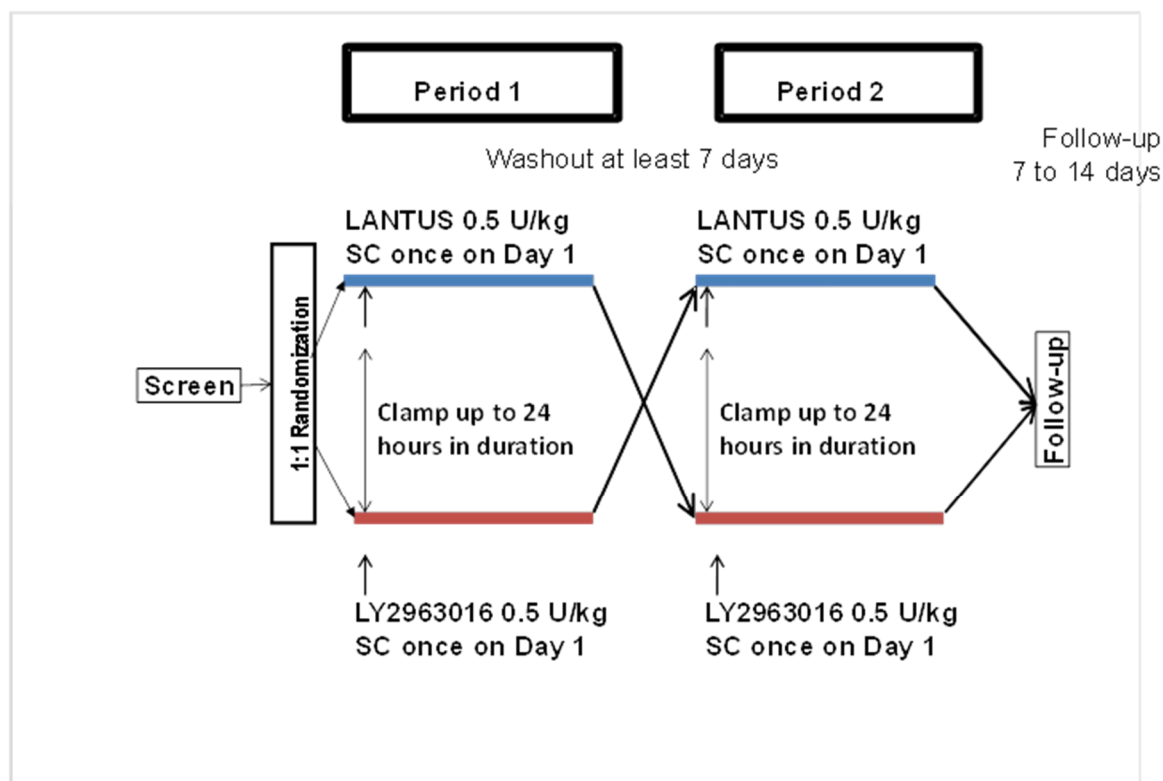 Period 1
Period 2
Washout at least 7 days
Follow-up
7 to 14 days
LANTUS 0.5 U/kg
SC once on Day 1
LANTUS 0.5 U/kg
SC once on Day 1
Screen
1:1 Randomization
Clamp up to 24
hours in duration
Clamp up to 24
hours in duration
Follow-up
LY2963016 0.5 U/kg
SC once on Day 1
LY2963016 0.5 U/kg
SC once on Day 1